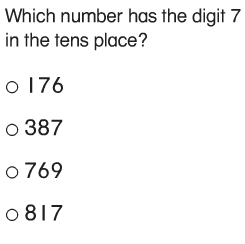 Which number has the digit 7
in the tens place?
176
387
769
817